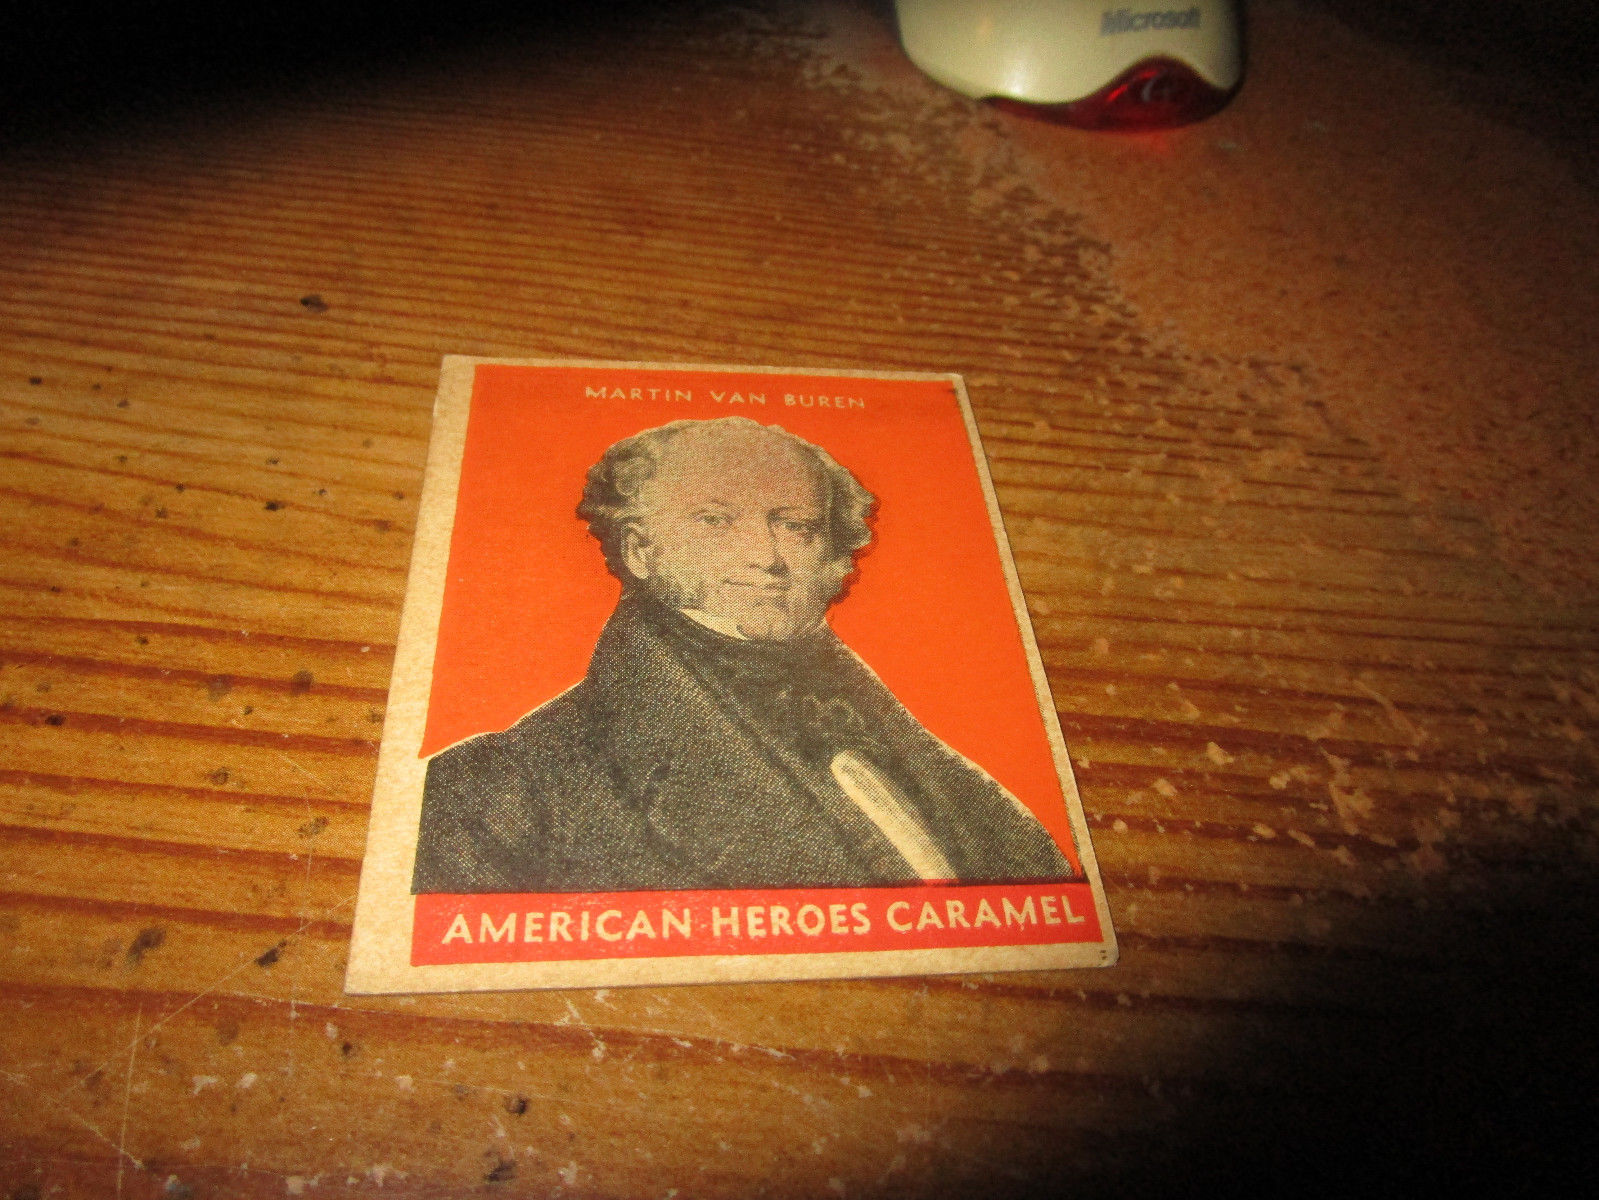 Microsoft
MARTIN VAN BUREN
AMERICAN HEROES CARAMEL